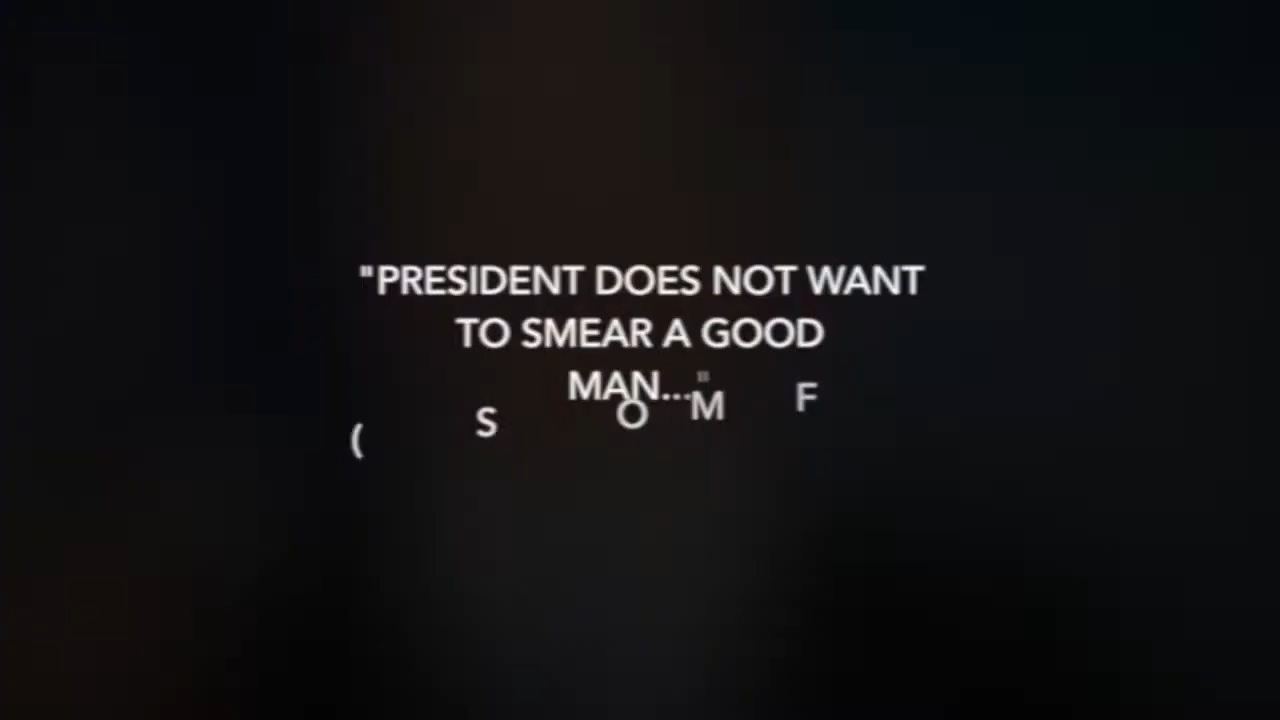 "PRESIDENT DOES NOT WANT
TO SMEAR A GOOD
MAN..."
( S O M F